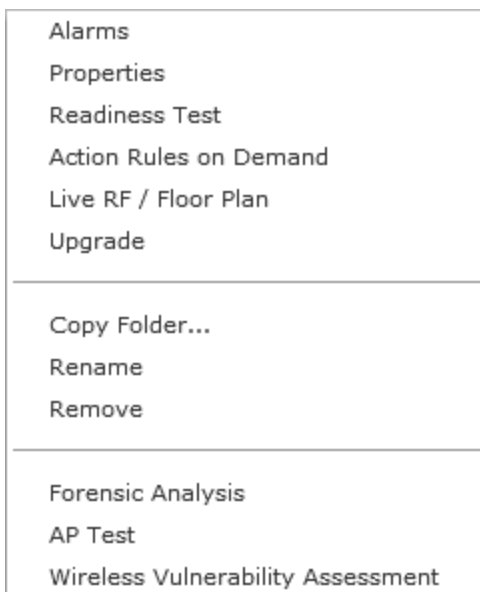 Alarms
Properties
Readiness Test
Action Rules on Demand
Live RF / Floor Plan
Upgrade
Copy Folder...
Rename
Remove
Forensic Analysis
AP Test
Wireless Vulnerability Assessment